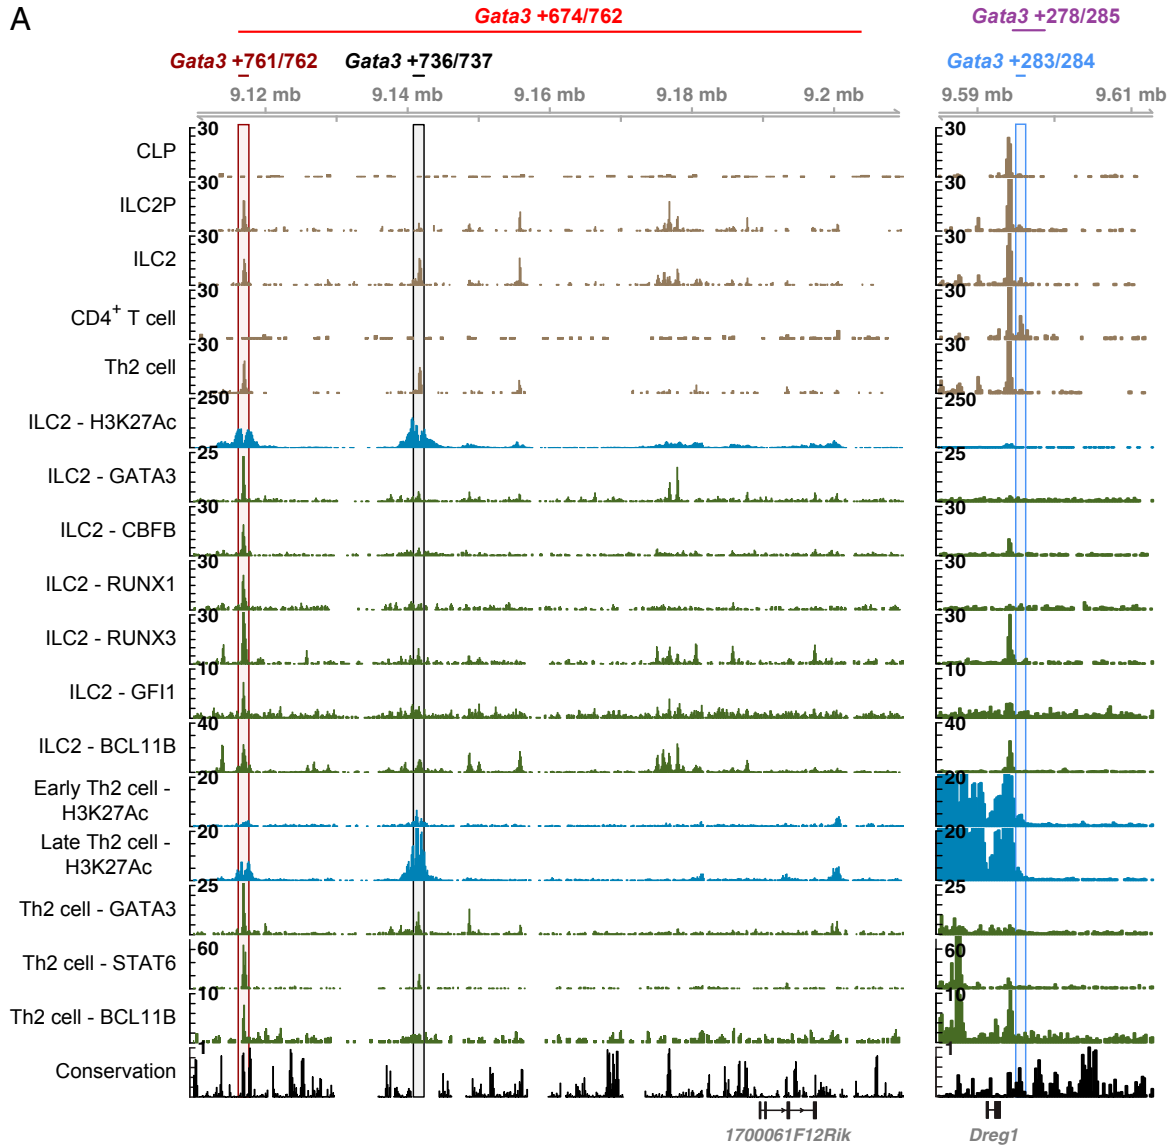 A
Gata3 +674/762
Gata3 +278/285
Gata3 +761/762
Gata3 +736/737
Gata3 +283/284
9.12 mb
9.14 mb
9.16 mb
9.18 mb
9.2 mb
9.59 mb
9.61 mb
CLP
30
30
ILC2P
30
30
ILC2
30
30
CD4+ T cell
30
30
Th2 cell
30
30
ILC2 - H3K27Ac
250
250
ILC2 - GATA3
25
25
ILC2 - CBFB
30
30
ILC2 - RUNX1
30
30
ILC2 - RUNX3
30
30
ILC2 - GFI1
10
10
ILC2 - BCL11B
40
40
Early Th2 cell -
H3K27Ac
20
20
Late Th2 cell -
H3K27Ac
20
20
Th2 cell - GATA3
25
25
Th2 cell - STAT6
60
60
Th2 cell - BCL11B
10
10
Conservation
1
1
1700061F12Rik
Dreg1